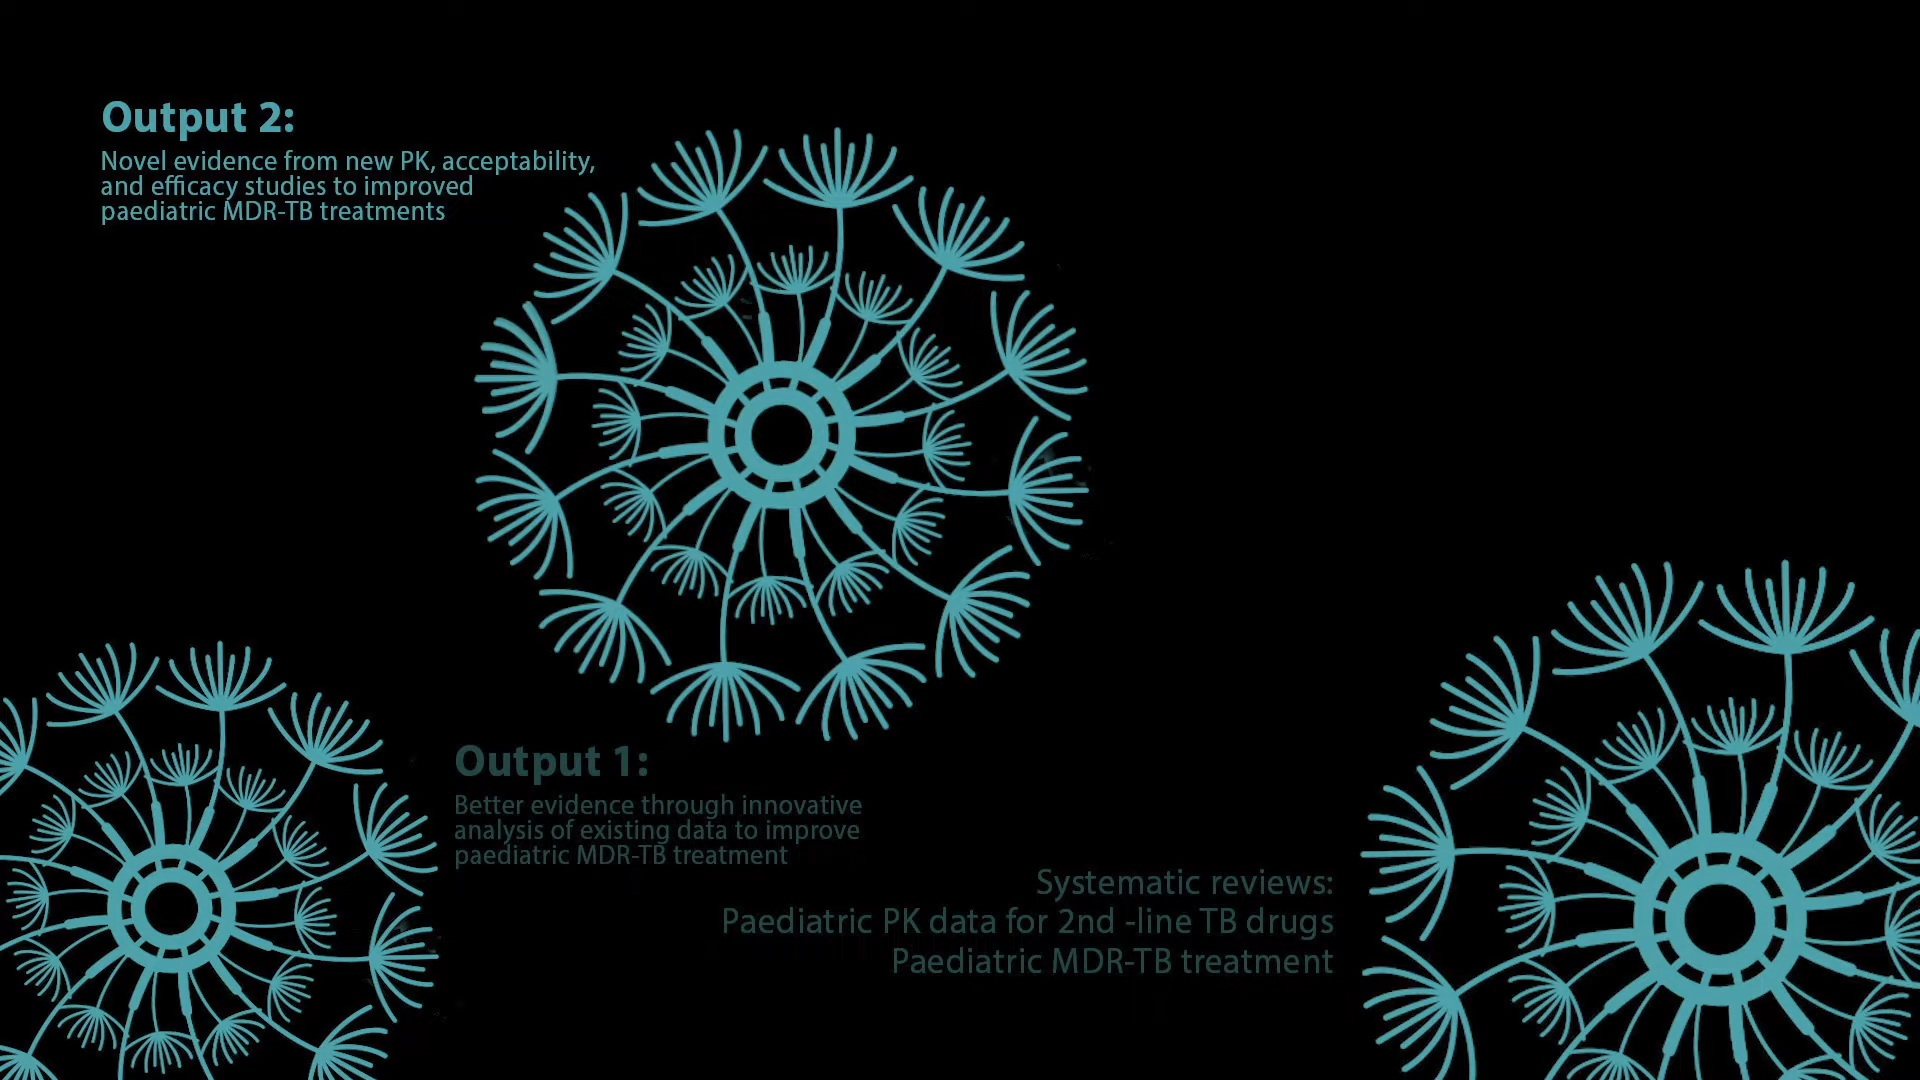 Output 2:
Novel evidence from new PK, acceptability,
and efficacy studies to improved
paediatric MDR-TB treatments
Output 1:
Better evidence through innovative
analysis of existing data to improve
paediatric MDR-TB treatment
Systematic reviews:
Paediatric PK data for 2nd -line TB drugs
Paediatric MDR-TB treatment